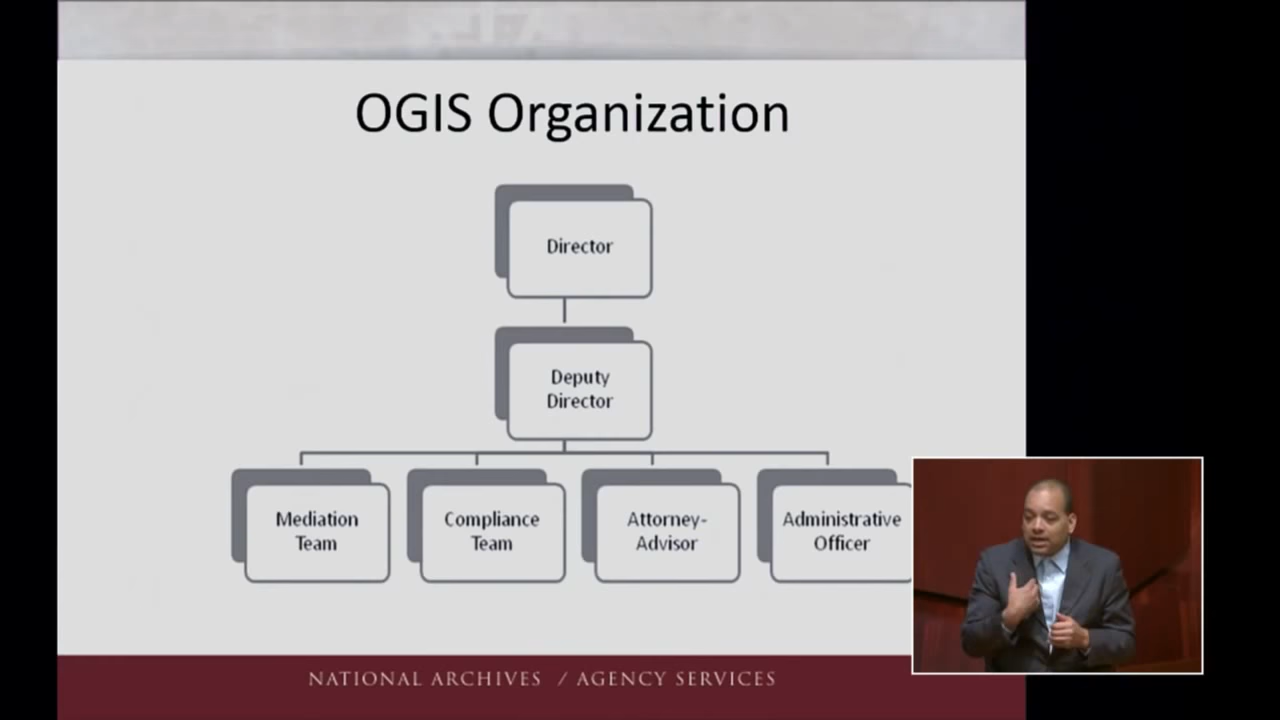 OGIS Organization
Director
Deputy
Director
Mediation
Team
Compliance
Team
Attorney-
Advisor
Administrative
Officer
NATIONAL ARCHIVES / AGENCY SERVICES